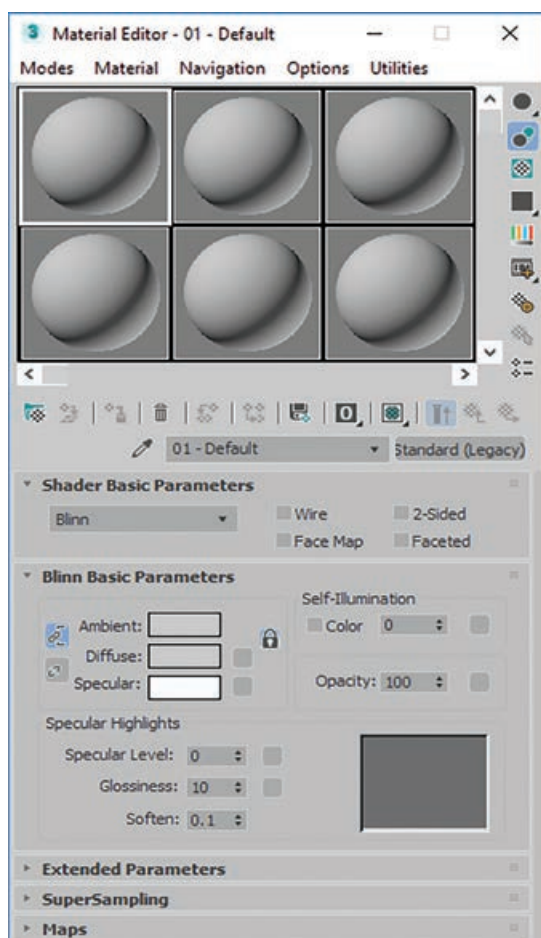 3 Material Editor - 01 - Default
Modes Material Navigation Options Utilities
0
01 - Default Standard (Legacy)
Shader Basic Parameters
Blinn Wire 2-Sided
Face Map Faceted
Blinn Basic Parameters
Self-Illumination
Ambient: Color 0
Diffuse:
Specular: Opacity: 100
Specular Highlights
Specular Level: 0
Glossiness: 10
Soften: 0.1
Extended Parameters
SuperSampling
Maps